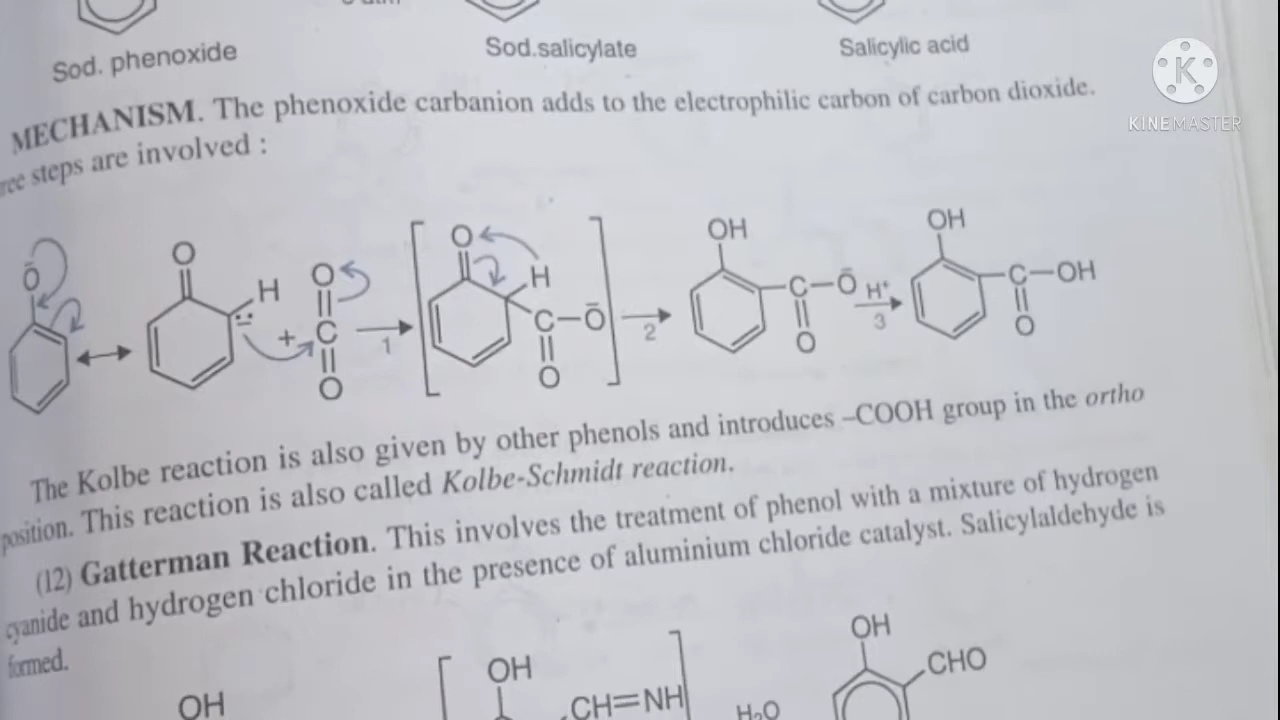 Sod. phenoxide
Sod.salicylate
Salicylic acid
K
KINEMASTER
MECHANISM. The phenoxide carbanion adds to the electrophilic carbon of carbon dioxide.
steps are involved :
Ō
O
H
+
O
C
O
1
O
H
C–Ō
O
2
OH
C–Ō
O
H⁺
3
OH
C–OH
O
The Kolbe reaction is also given by other phenols and introduces –COOH group in the ortho
position. This reaction is also called Kolbe-Schmidt reaction.
(12) Gatterman Reaction. This involves the treatment of phenol with a mixture of hydrogen
cyanide and hydrogen chloride in the presence of aluminium chloride catalyst. Salicylaldehyde is
formed.
OH
OH
CH=NH
H₂O
OH
CHO